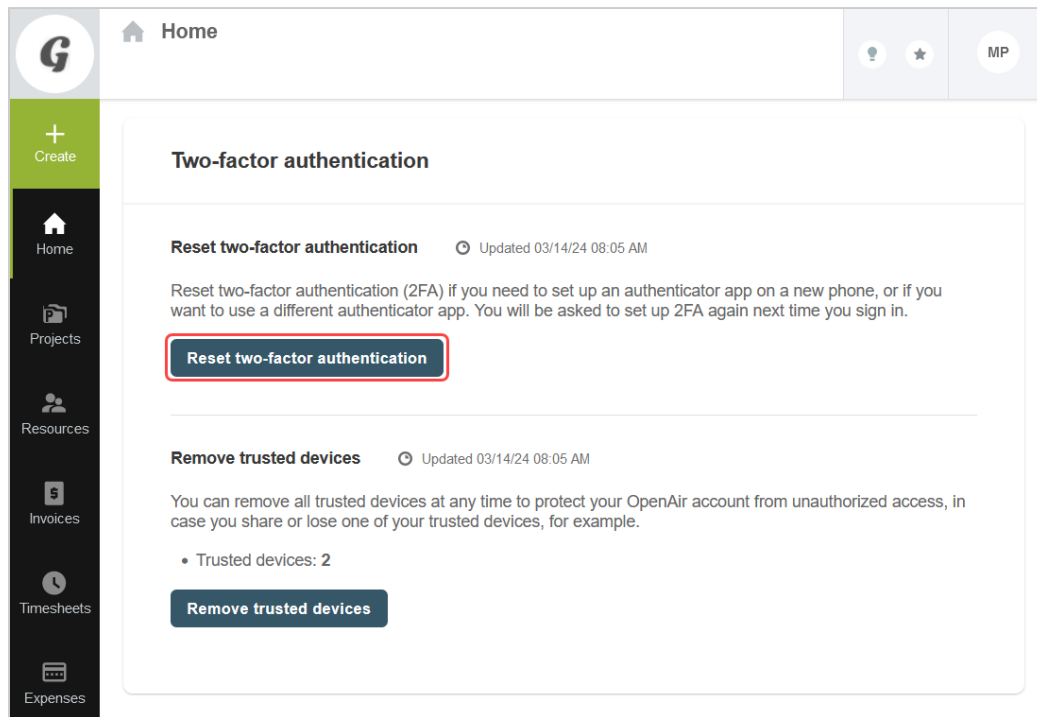 G
Home
MP
Create
Home
Projects
Resources
Invoices
Timesheets
Expenses
Two-factor authentication
Reset two-factor authentication Updated 03/14/24 08:05 AM
Reset two-factor authentication (2FA) if you need to set up an authenticator app on a new phone, or if you
want to use a different authenticator app. You will be asked to set up 2FA again next time you sign in.
Reset two-factor authentication
Remove trusted devices Updated 03/14/24 08:05 AM
You can remove all trusted devices at any time to protect your OpenAir account from unauthorized access, in
case you share or lose one of your trusted devices, for example.
• Trusted devices: 2
Remove trusted devices